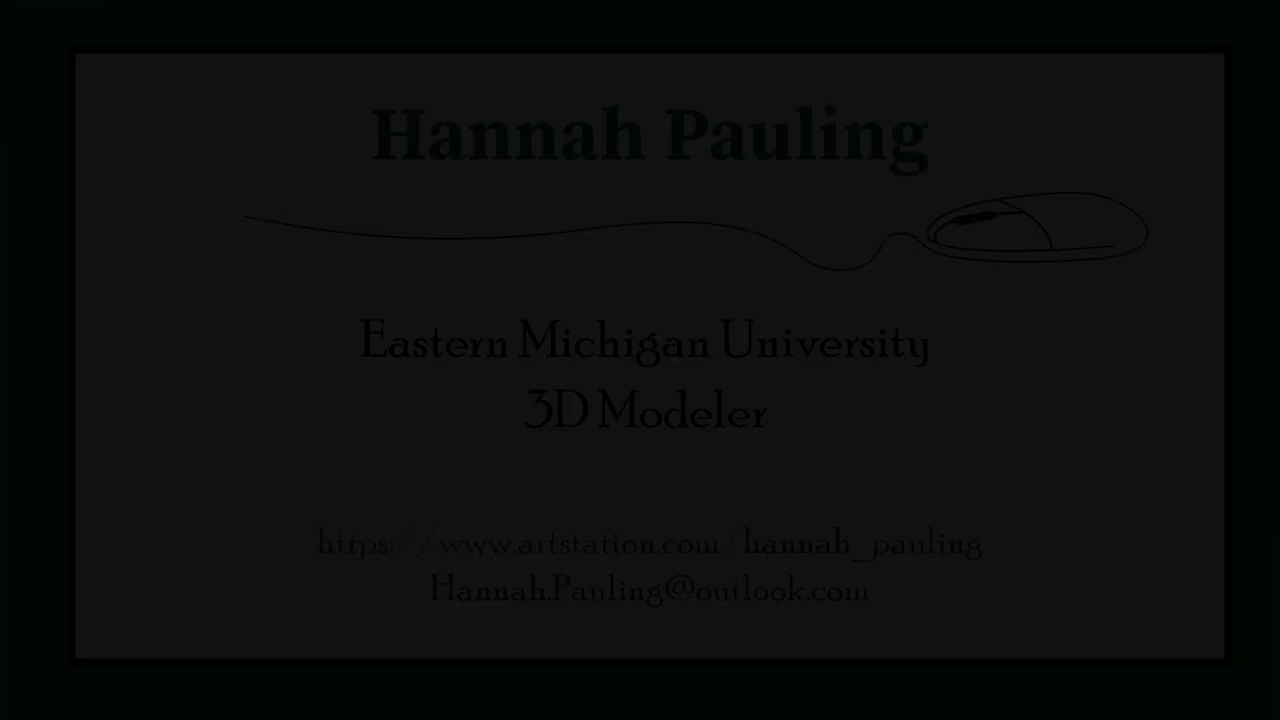 Hannah Pauling
Eastern Michigan University
3D Modeler
https://www.artstation.com/hannah_pauling
Hannah.Pauling@outlook.com